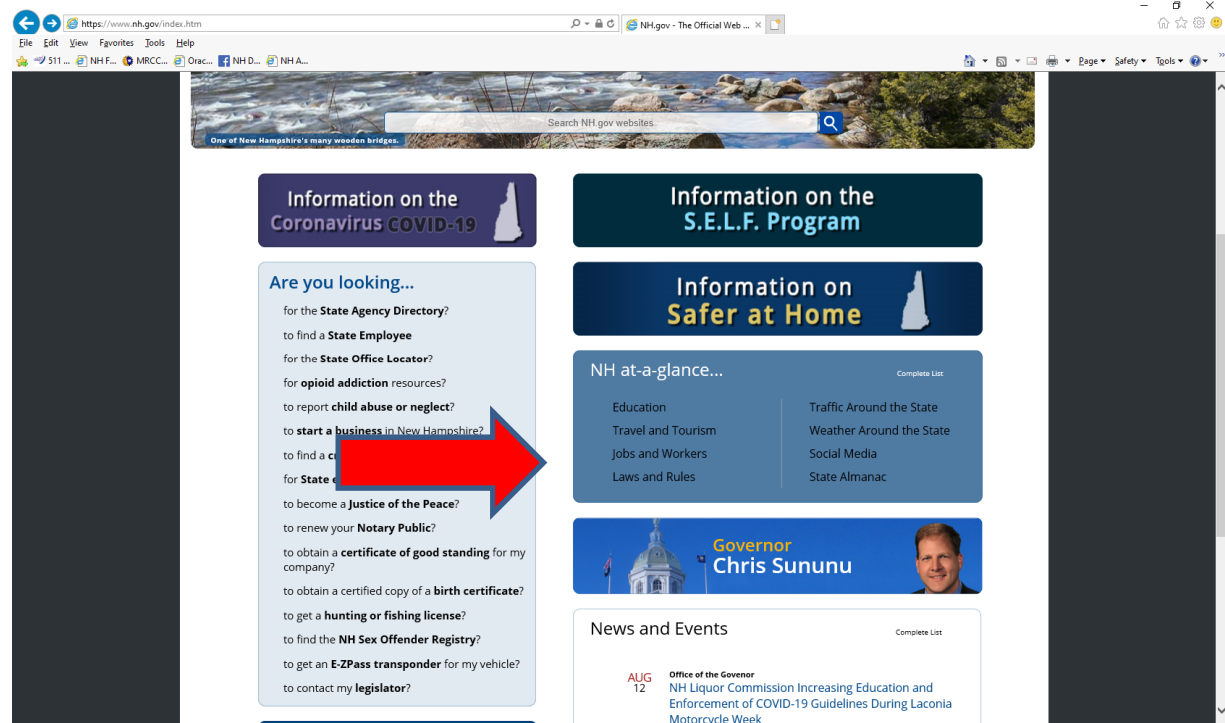 https://www.nh.gov/index.htm
NH.gov - The Official Web ...
File Edit View Favorites Tools Help
511 ... NH F... MRCC... Orac... NH D... NH A...
Page Safety Tools
Search NH.gov websites
One of New Hampshire's many wooden bridges.
Information on the
Coronavirus COVID-19
Are you looking...
for the State Agency Directory?
to find a State Employee
for the State Office Locator?
for opioid addiction resources?
to report child abuse or neglect?
to start a business in New Hampshire?
to find a
for State
to become a Justice of the Peace?
to renew your Notary Public?
to obtain a certificate of good standing for my
company?
to obtain a certified copy of a birth certificate?
to get a hunting or fishing license?
to find the NH Sex Offender Registry?
to get an E-ZPass transponder for my vehicle?
to contact my legislator?
Information on the
S.E.L.F. Program
Information on
Safer at Home
NH at-a-glance...
Complete List
Education
Travel and Tourism
Jobs and Workers
Laws and Rules
Traffic Around the State
Weather Around the State
Social Media
State Almanac
Governor
Chris Sununu
News and Events
Complete List
AUG
12
Office of the Govenor
NH Liquor Commission Increasing Education and
Enforcement of COVID-19 Guidelines During Laconia
Motorcycle Week